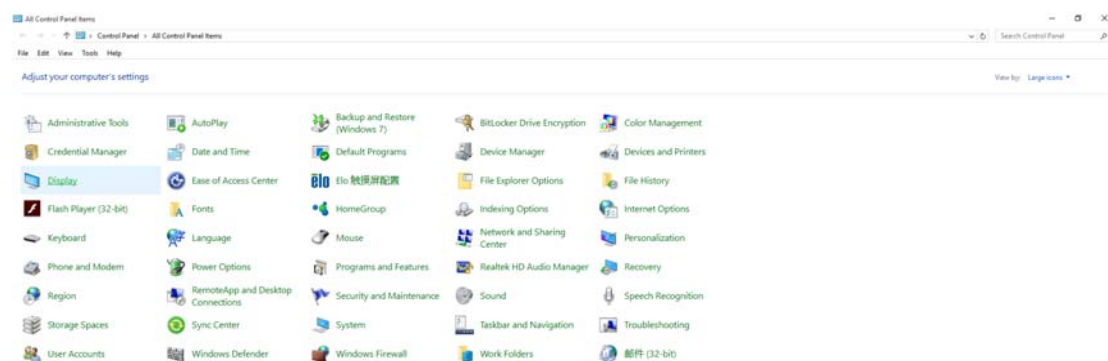 All Control Panel Items
Control Panel > All Control Panel Items
Search Control Panel
File Edit View Tools Help
Adjust your computer's settings
View by: Large icons
Administrative Tools
AutoPlay
Backup and Restore
(Windows 7)
BitLocker Drive Encryption
Color Management
Credential Manager
Date and Time
Default Programs
Device Manager
Devices and Printers
Display
Ease of Access Center
elo
Elo 触摸屏配置
File Explorer Options
File History
Flash Player (32-bit)
Fonts
HomeGroup
Indexing Options
Internet Options
Keyboard
Language
Mouse
Network and Sharing
Center
Personalization
Phone and Modem
Power Options
Programs and Features
Realtek HD Audio Manager
Recovery
Region
RemoteApp and Desktop
Connections
Security and Maintenance
Sound
Speech Recognition
Storage Spaces
Sync Center
System
Taskbar and Navigation
Troubleshooting
User Accounts
Windows Defender
Windows Firewall
Work Folders
邮件 (32-bit)